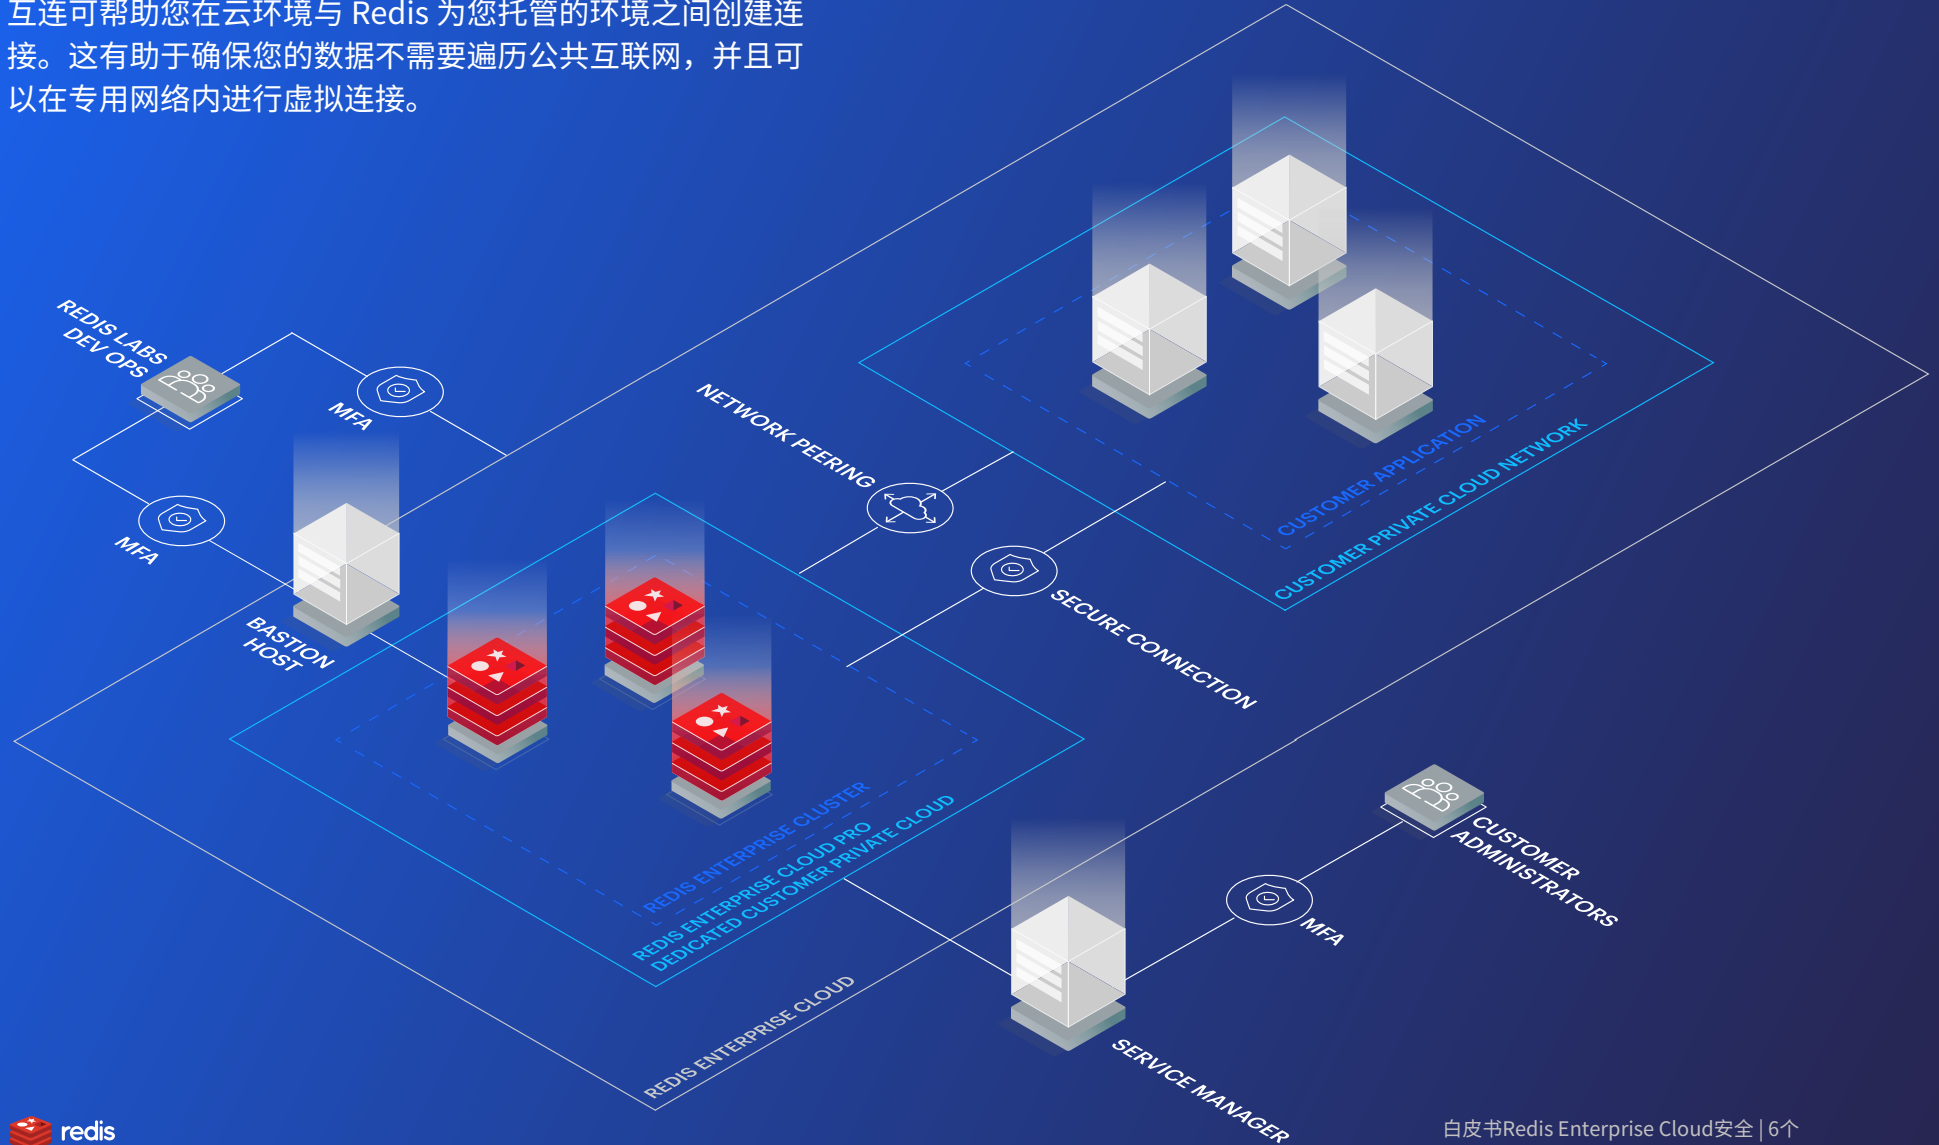 互连可帮助您在云环境与 Redis 为您托管的环境之间创建连
接。这有助于确保您的数据不需要遍历公共互联网，并且可
以在专用网络内进行虚拟连接。
REDIS LABS
DEV OPS
MFA
MFA
BASTION
HOST
NETWORK PEERING
SECURE CONNECTION
CUSTOMER APPLICATION
CUSTOMER PRIVATE CLOUD NETWORK
REDIS ENTERPRISE CLUSTER
REDIS ENTERPRISE CLOUD PRO
DEDICATED CUSTOMER PRIVATE CLOUD
REDIS ENTERPRISE CLOUD
CUSTOMER
ADMINISTRATORS
MFA
SERVICE MANAGER
redis
白皮书Redis Enterprise Cloud安全 | 6个